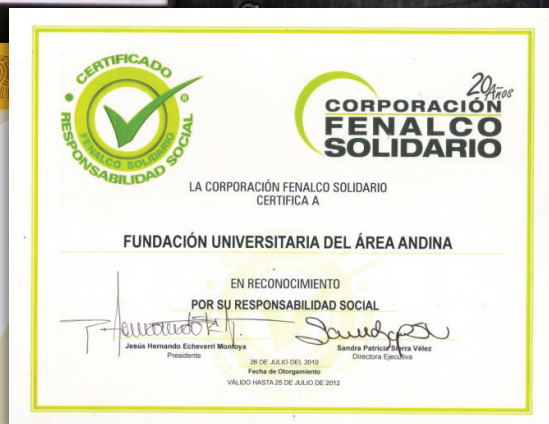 CERTIFICADO
RESPONSABILIDAD SOCIAL
®
FENALCO SOLIDARIO
20 Años
CORPORACIÓN
FENALCO
SOLIDARIO
LA CORPORACIÓN FENALCO SOLIDARIO
CERTIFICA A
FUNDACIÓN UNIVERSITARIA DEL ÁREA ANDINA
EN RECONOCIMIENTO
POR SU RESPONSABILIDAD SOCIAL
Jesús Hernando Echeverri Montoya
Presidente
Sandra Patricia Sierra Vélez
Directora Ejecutiva
26 DE JULIO DEL 2010
Fecha de Otorgamiento
VÁLIDO HASTA 25 DE JULIO DE 2012